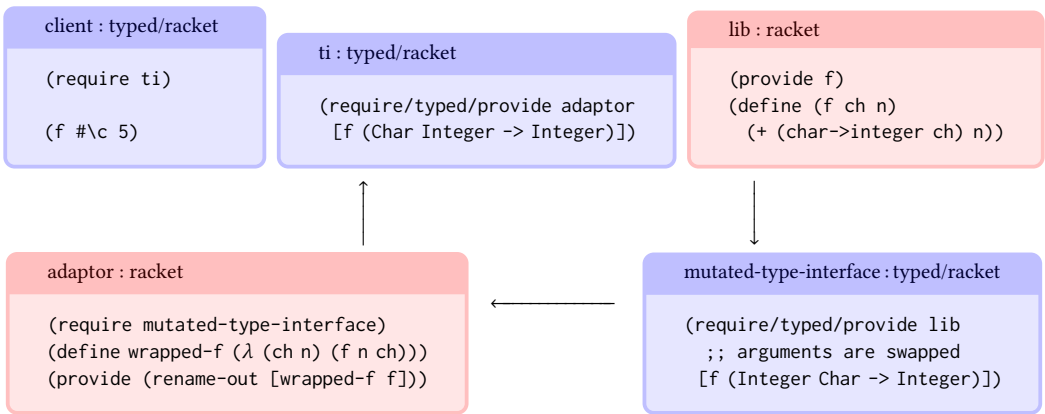 client : typed/racket
(require ti)
(f #\c 5)
ti : typed/racket
(require/typed/provide adaptor
[f (Char Integer -> Integer)])
lib : racket
(provide f)
(define (f ch n)
(+ (char->integer ch) n))
adaptor : racket
(require mutated-type-interface)
(define wrapped-f (λ (ch n) (f n ch)))
(provide (rename-out [wrapped-f f]))
mutated-type-interface : typed/racket
(require/typed/provide lib
;; arguments are swapped
[f (Integer Char -> Integer)])